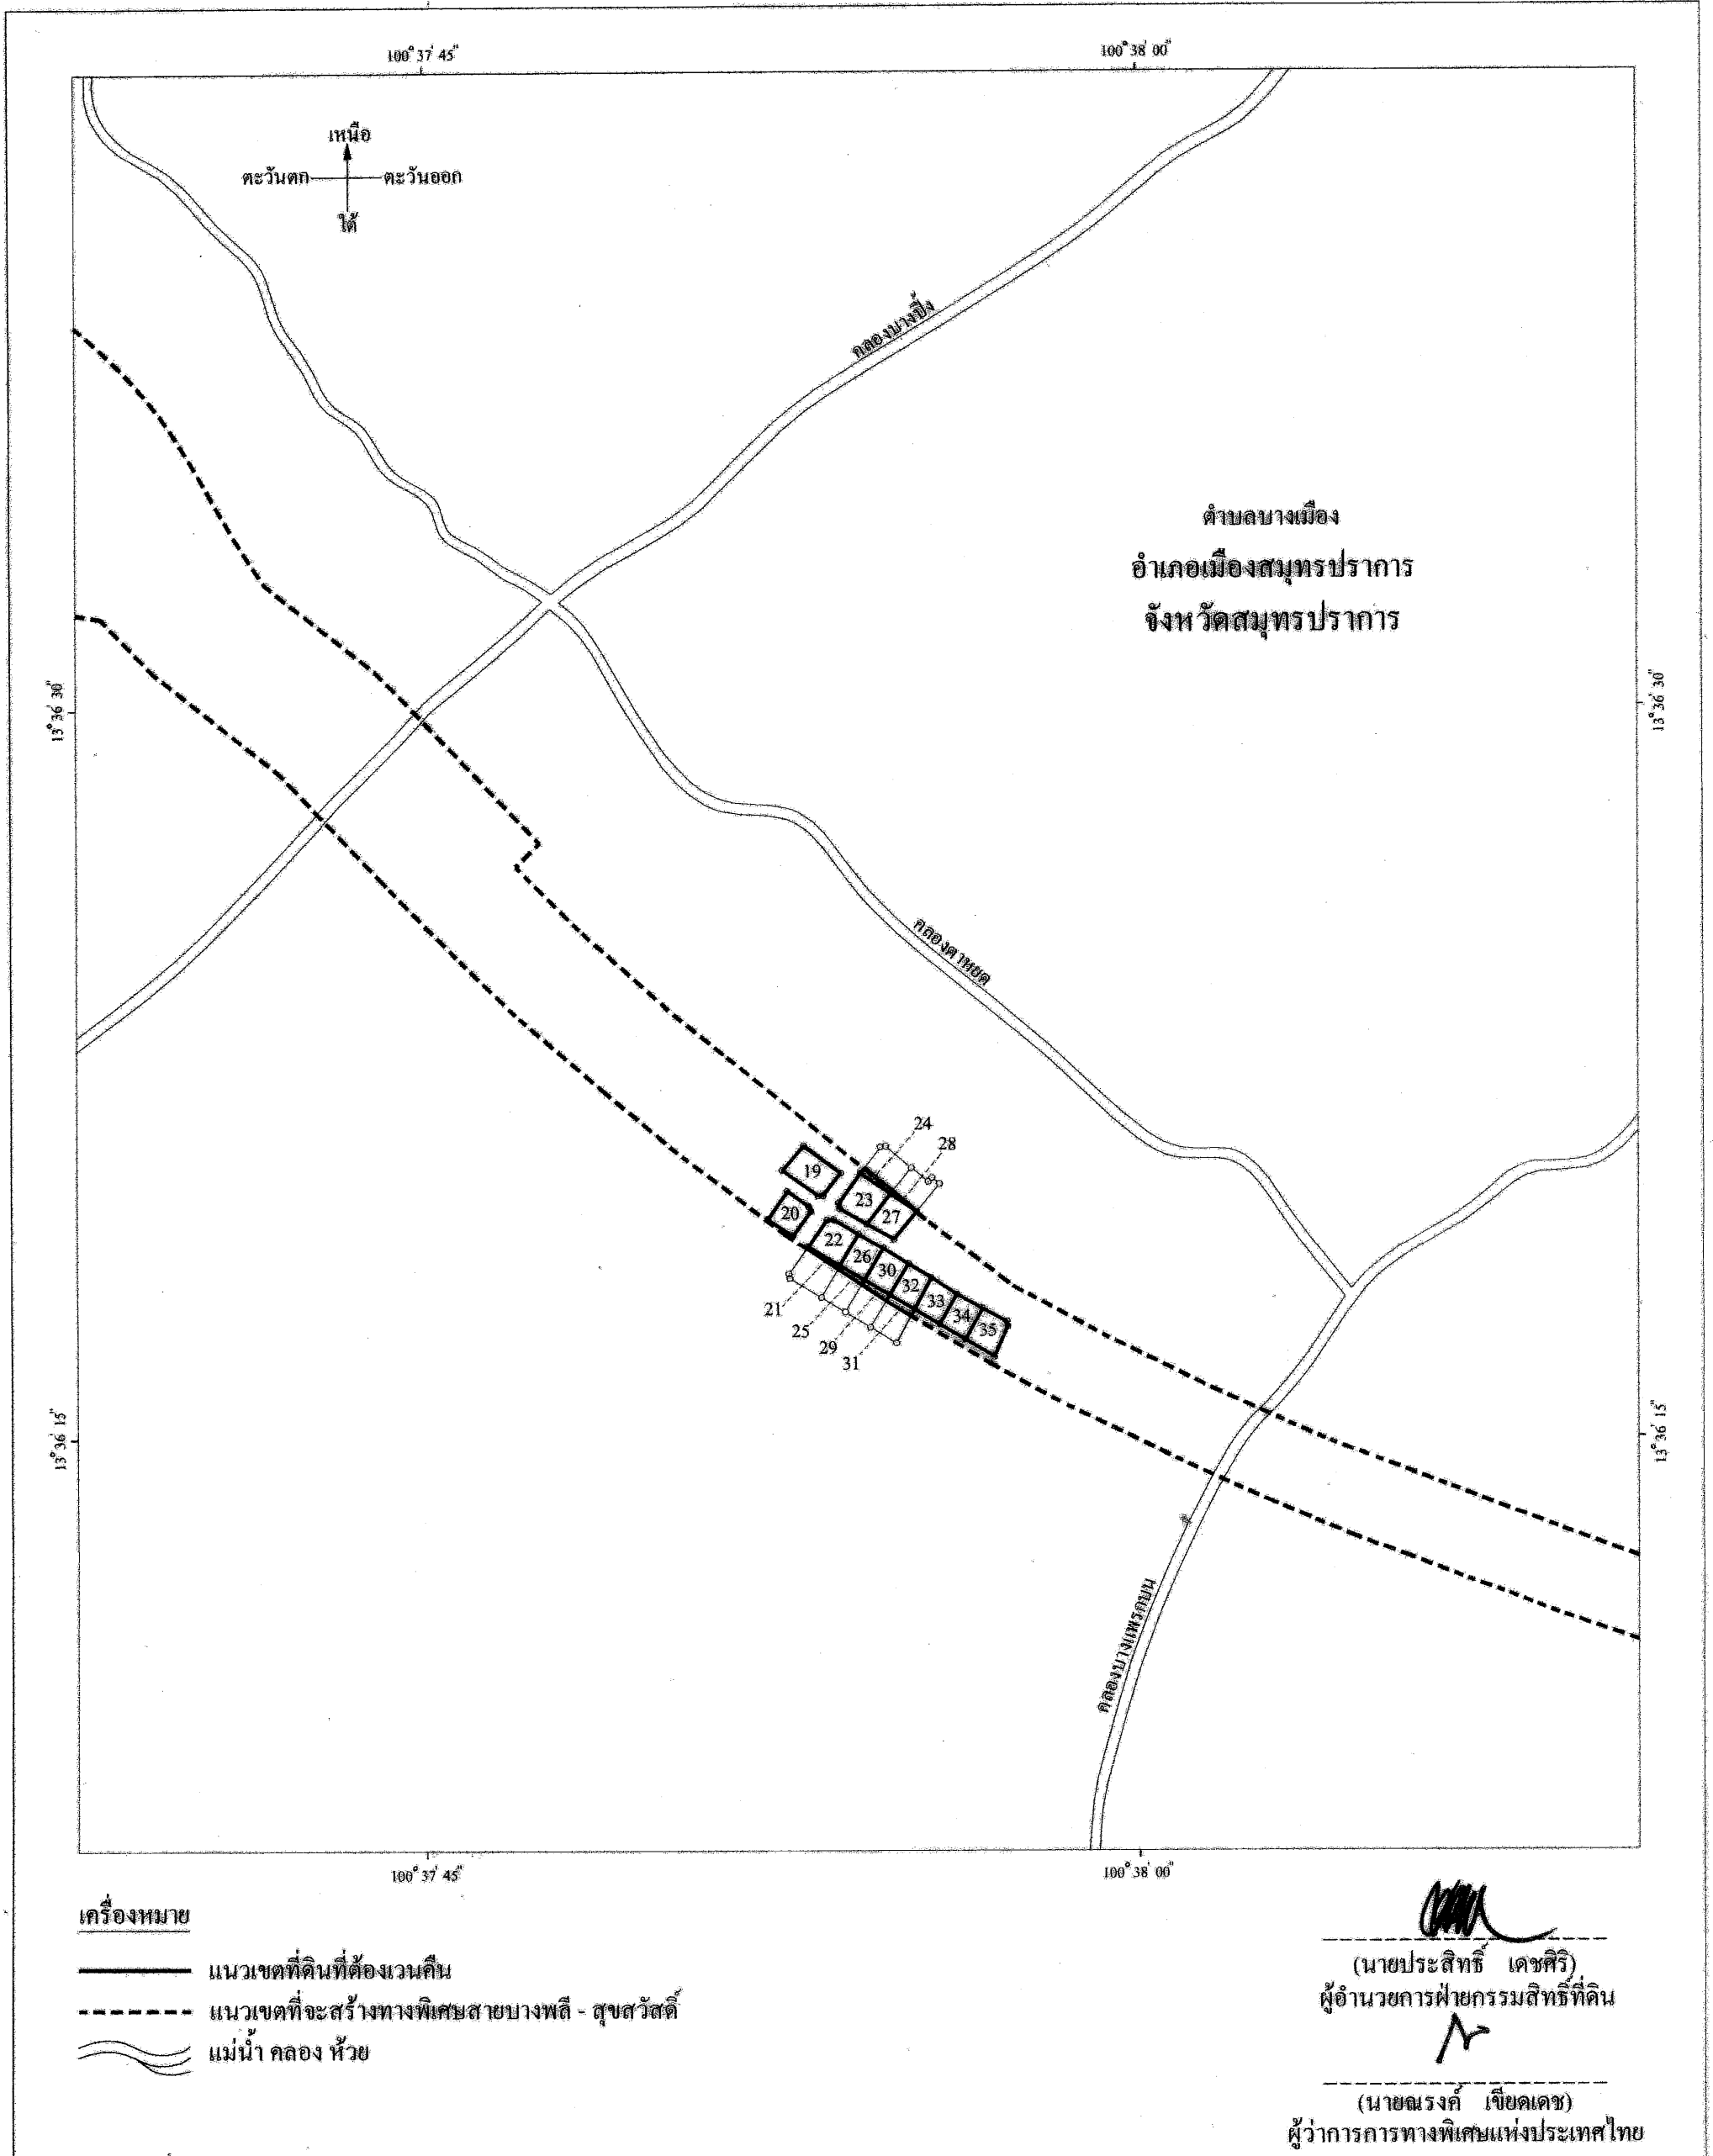 100° 37' 45"
100° 38' 00"
เหนือ
ตะวันตก
ตะวันออก
ใต้
คลองบางปิ้ง
ตำบลบางเมือง
อำเภอเมืองสมุทรปราการ
จังหวัดสมุทรปราการ
13° 36' 30"
13° 36' 30"
คลองตาหยด
24
28
19
23
27
20
22
26
30
32
33
34
35
21
25
29
31
13° 36' 15"
13° 36' 15"
คลองบางแพรกบน
100° 37' 45"
100° 38' 00"
เครื่องหมาย
แนวเขตที่ดินที่ต้องเวนคืน
แนวเขตที่จะสร้างทางพิเศษสายบางพลี - สุขสวัสดิ์
แม่น้ำ คลอง ห้วย
(นายประสิทธิ์ เดชศิริ)
ผู้อำนวยการฝ่ายกรรมสิทธิ์ที่ดิน
(นายณรงค์ เขียดเดช)
ผู้ว่าการการทางพิเศษแห่งประเทศไทย